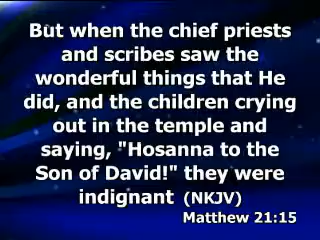 But when the chief priests
and scribes saw the
wonderful things that He
did, and the children crying
out in the temple and
saying, "Hosanna to the
Son of David!" they were
indignant (NKJV)
Matthew 21:15